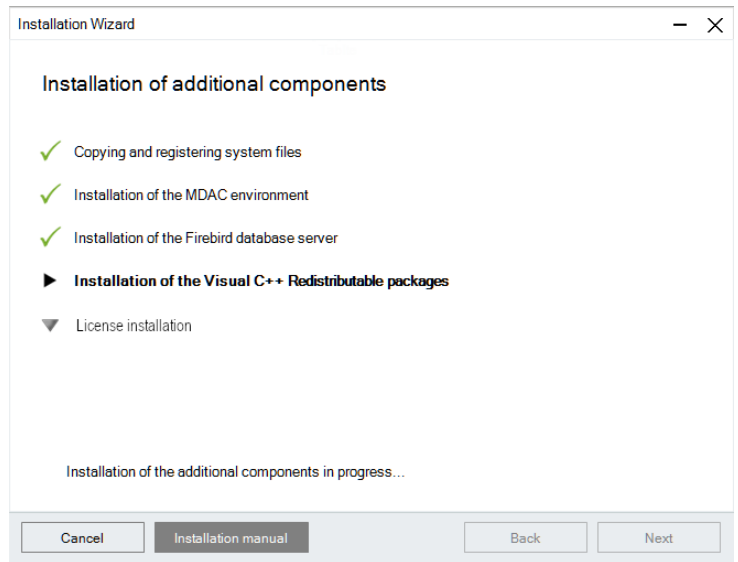 Installation Wizard
Installation of additional components
Copying and registering system files
Installation of the MDAC environment
Installation of the Firebird database server
Installation of the Visual C++ Redistributable packages
License installation
Installation of the additional components in progress...
Cancel Installation manual Back Next